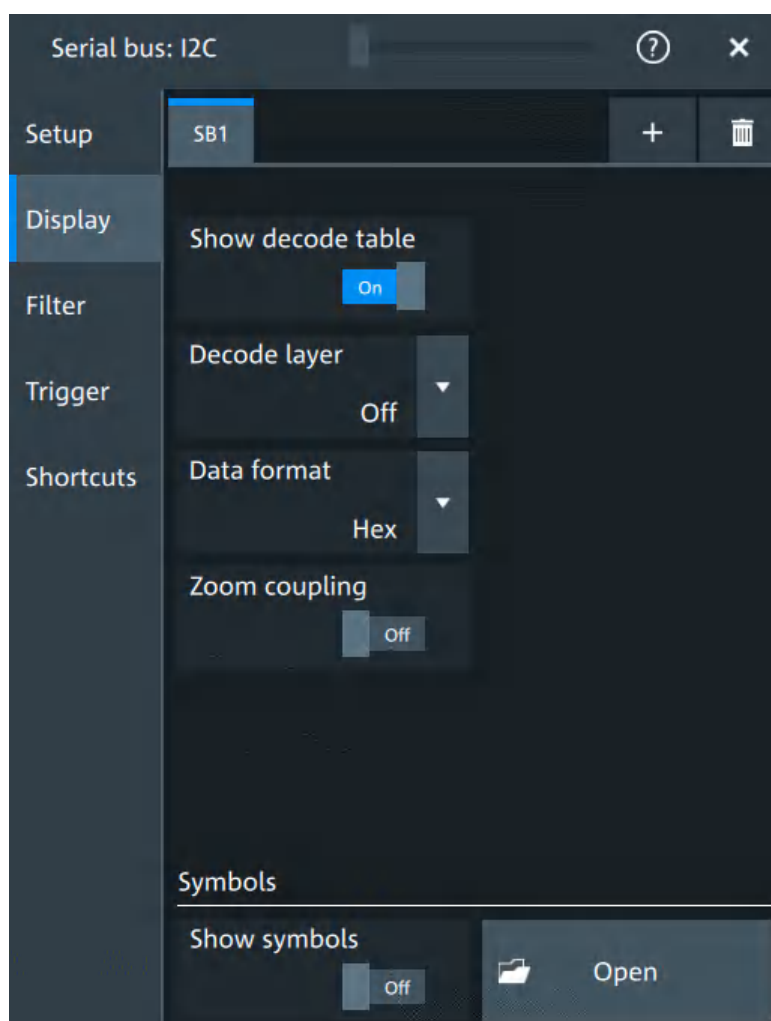 Serial bus: I2C
Setup
SB1
Display
Show decode table
On
Filter
Decode layer
Trigger
Off
Shortcuts
Data format
Hex
Zoom coupling
Off
Symbols
Show symbols
Off
Open